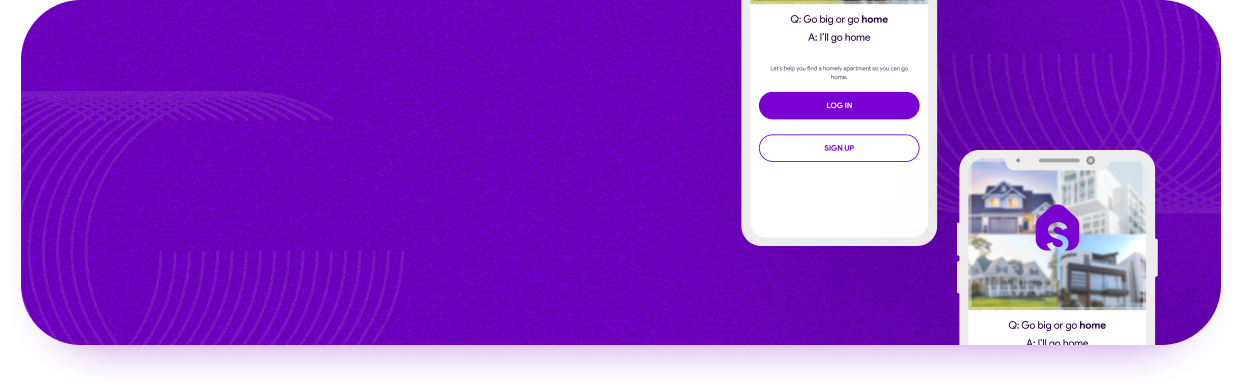 Q: Go big or go home
A: I'll go home
Let's help you find a homely apartment so you can go
home.
LOG IN
SIGN UP
S
Q: Go big or go home
A: I'll go home